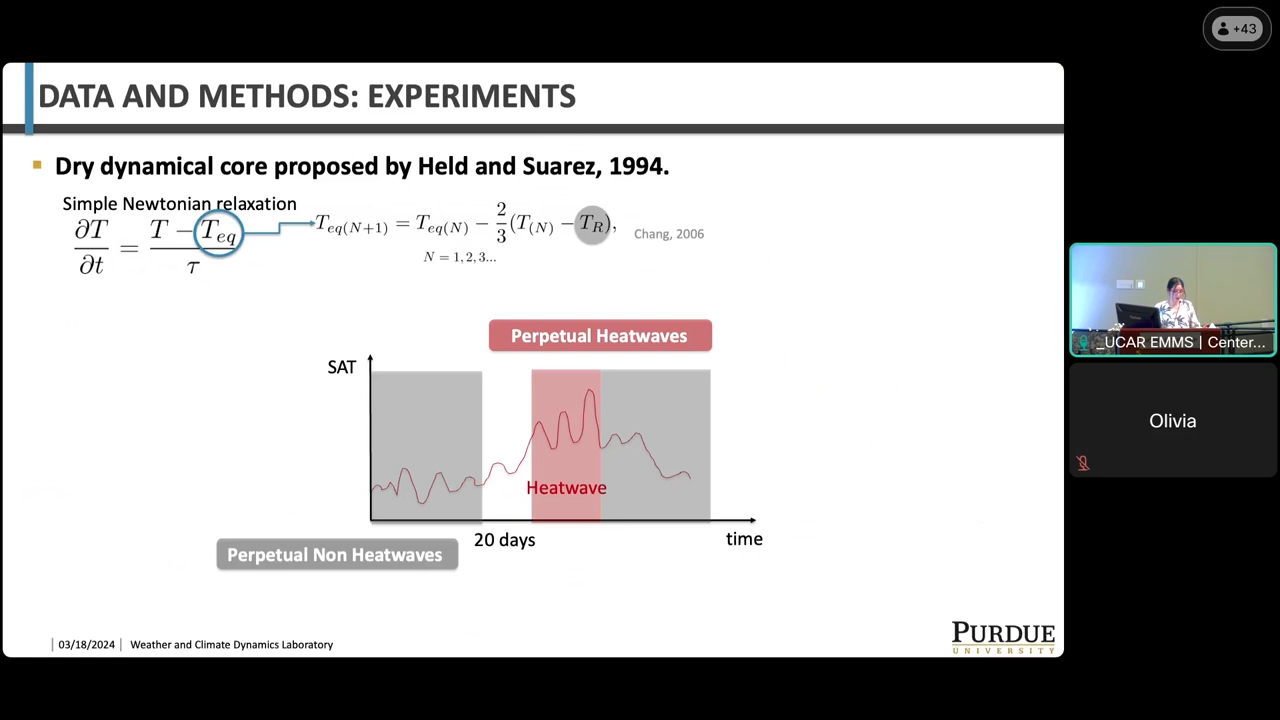 +43
DATA AND METHODS: EXPERIMENTS
Dry dynamical core proposed by Held and Suarez, 1994.
Simple Newtonian relaxation
∂T/∂t = (T − T_eq)/τ
T_eq(N+1) = T_eq(N) − 2/3 (T_(N) − T_R),
Chang, 2006
N = 1, 2, 3...
Perpetual Heatwaves
SAT
Heatwave
20 days
time
Perpetual Non Heatwaves
03/18/2024 | Weather and Climate Dynamics Laboratory
PURDUE
UNIVERSITY
_UCAR EMMS | Center...
Olivia